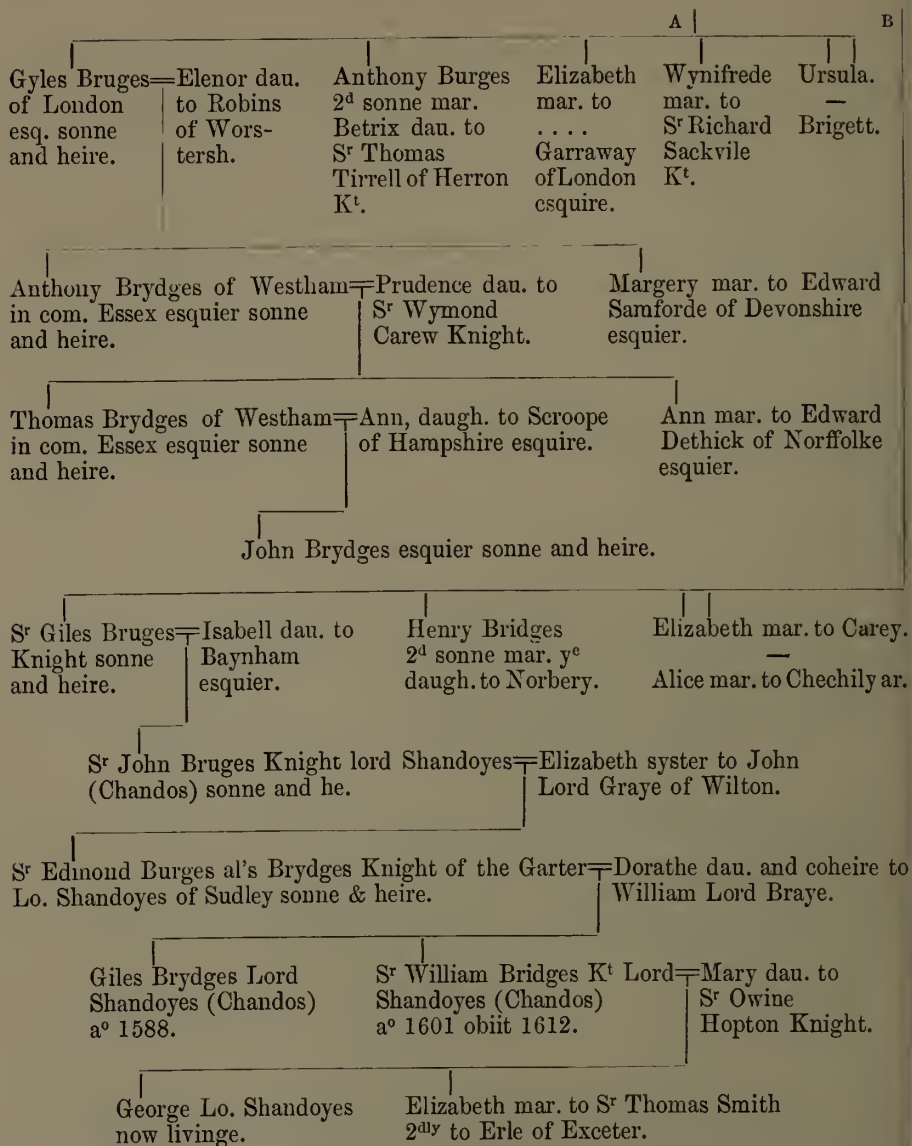 A B
Gyles Bruges
of London
esq. sonne
and heire.
Elenor dau.
to Robins
of Wors-
tersh.
Anthony Burges
2d sonne mar.
Betrix dau. to
Sr Thomas
Tirrell of Herron
Kt.
Elizabeth
mar. to
....
Garraway
of London
esquire.
Wynifrede
mar. to
Sr Richard
Sackvile
Kt.
Ursula.
—
Brigett.
Anthony Brydges of Westham
in com. Essex esquier sonne
and heire.
Prudence dau. to
Sr Wymond
Carew Knight.
Margery mar. to Edward
Samforde of Devonshire
esquier.
Thomas Brydges of Westham
in com. Essex esquier sonne
and heire.
Ann, daugh. to Scroope
of Hampshire esquire.
Ann mar. to Edward
Dethick of Norffolke
esquier.
John Brydges esquier sonne and heire.
Sr Giles Bruges
Knight sonne
and heire.
Isabell dau. to
Baynham
esquier.
Henry Bridges
2d sonne mar. ye
daugh. to Norbery.
Elizabeth mar. to Carey.
—
Alice mar. to Chechily ar.
Sr John Bruges Knight lord Shandoyes
(Chandos) sonne and he.
Elizabeth syster to John
Lord Graye of Wilton.
Sr Edmond Burges al's Brydges Knight of the Garter
Lo. Shandoyes of Sudley sonne & heire.
Dorathe dau. and coheire to
William Lord Braye.
Giles Brydges Lord
Shandoyes (Chandos)
ao 1588.
Sr William Bridges Kt Lord
Shandoyes (Chandos)
ao 1601 obiit 1612.
Mary dau. to
Sr Owine
Hopton Knight.
George Lo. Shandoyes
now livinge.
Elizabeth mar. to Sr Thomas Smith
2dly to Erle of Exceter.